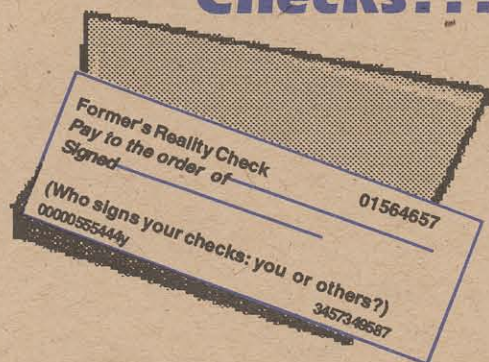 Checks...
Former's Reality Check
01564657
Pay to the order of
Signed
(Who signs your checks: you or others?)
00000555444y
3457349587